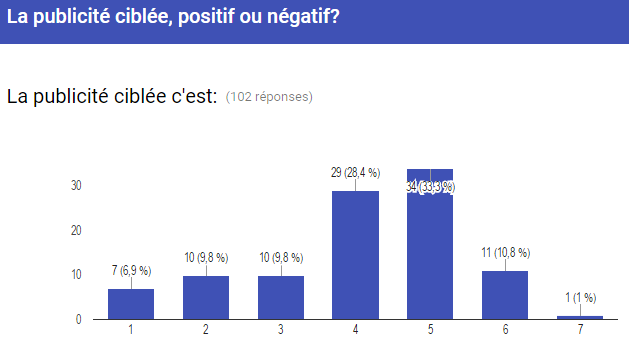 La publicité ciblée, positif ou négatif?
La publicité ciblée c'est: (102 réponses)
34 (33,3 %)
29 (28,4 %)
30
20
11 (10,8 %)
10 (9,8 %)
10 (9,8 %)
7 (6,9 %)
10
1 (1 %)
0
1 2 3 4 5 6 7